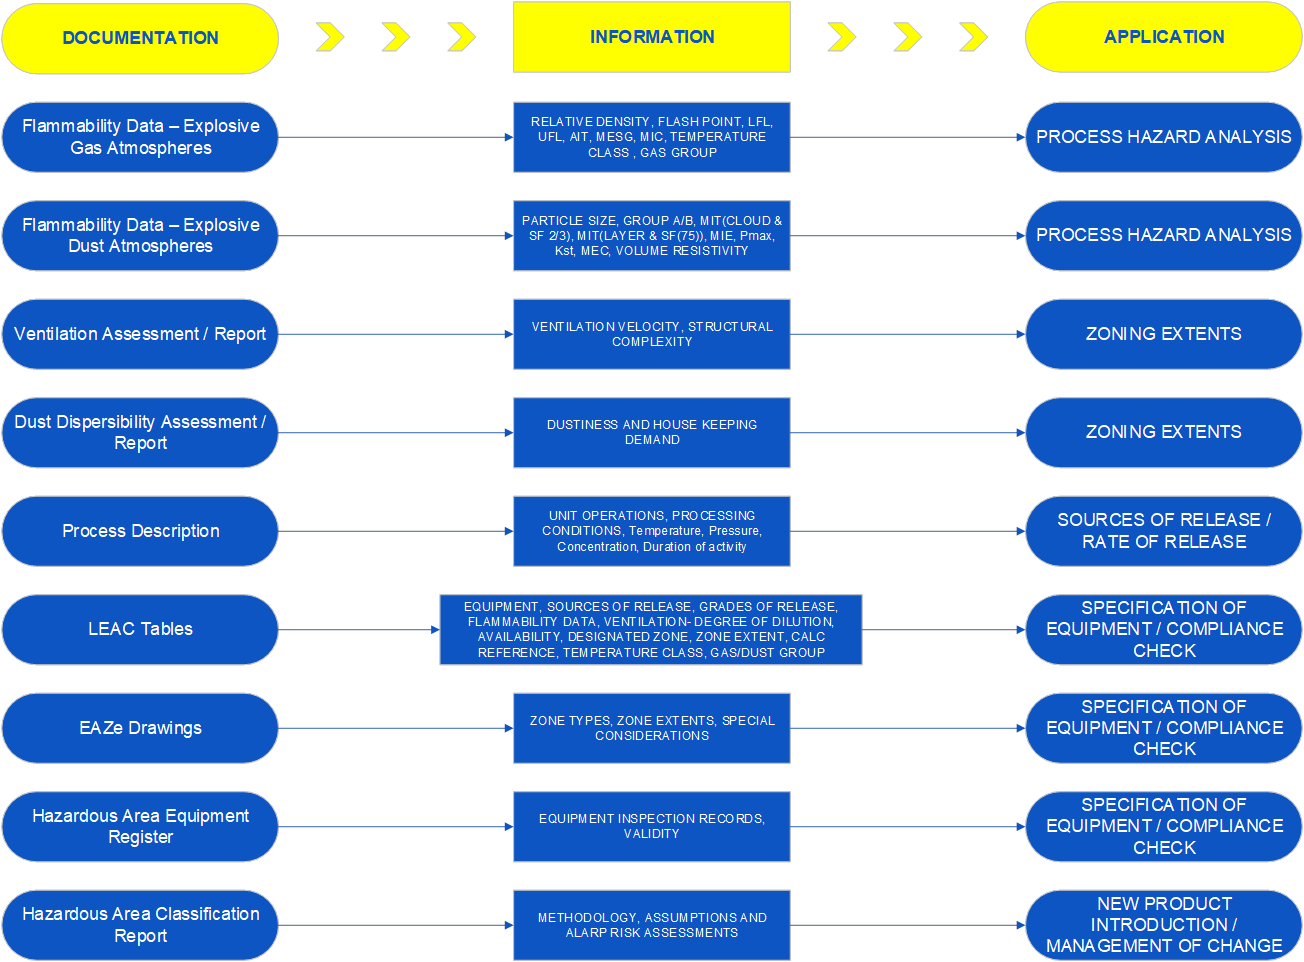 DOCUMENTATION
INFORMATION
APPLICATION
Flammability Data – Explosive
Gas Atmospheres
RELATIVE DENSITY, FLASH POINT, LFL,
UFL, AIT, MESG, MIC, TEMPERATURE
CLASS , GAS GROUP
PROCESS HAZARD ANALYSIS
Flammability Data – Explosive
Dust Atmospheres
PARTICLE SIZE, GROUP A/B, MIT(CLOUD &
SF 2/3), MIT(LAYER & SF(75)), MIE, Pmax,
Kst, MEC, VOLUME RESISTIVITY
PROCESS HAZARD ANALYSIS
Ventilation Assessment / Report
VENTILATION VELOCITY, STRUCTURAL
COMPLEXITY
ZONING EXTENTS
Dust Dispersibility Assessment /
Report
DUSTINESS AND HOUSE KEEPING
DEMAND
ZONING EXTENTS
Process Description
UNIT OPERATIONS, PROCESSING
CONDITIONS, Temperature, Pressure,
Concentration, Duration of activity
SOURCES OF RELEASE /
RATE OF RELEASE
LEAC Tables
EQUIPMENT, SOURCES OF RELEASE, GRADES OF RELEASE,
FLAMMABILITY DATA, VENTILATION- DEGREE OF DILUTION,
AVAILABILITY, DESIGNATED ZONE, ZONE EXTENT, CALC
REFERENCE, TEMPERATURE CLASS, GAS/DUST GROUP
SPECIFICATION OF
EQUIPMENT / COMPLIANCE
CHECK
EAZe Drawings
ZONE TYPES, ZONE EXTENTS, SPECIAL
CONSIDERATIONS
SPECIFICATION OF
EQUIPMENT / COMPLIANCE
CHECK
Hazardous Area Equipment
Register
EQUIPMENT INSPECTION RECORDS,
VALIDITY
SPECIFICATION OF
EQUIPMENT / COMPLIANCE
CHECK
Hazardous Area Classification
Report
METHODOLOGY, ASSUMPTIONS AND
ALARP RISK ASSESSMENTS
NEW PRODUCT
INTRODUCTION /
MANAGEMENT OF CHANGE